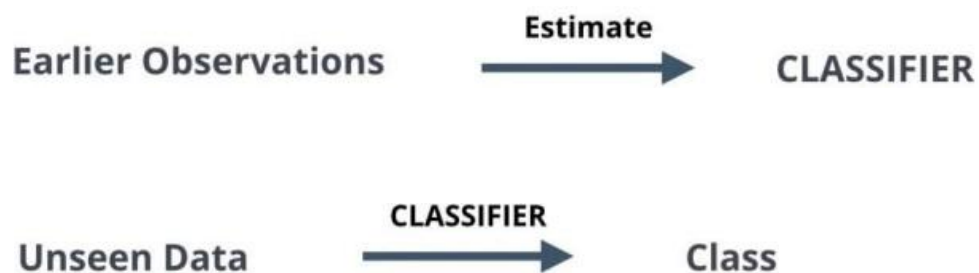 Estimate
Earlier Observations CLASSIFIER
CLASSIFIER
Unseen Data Class